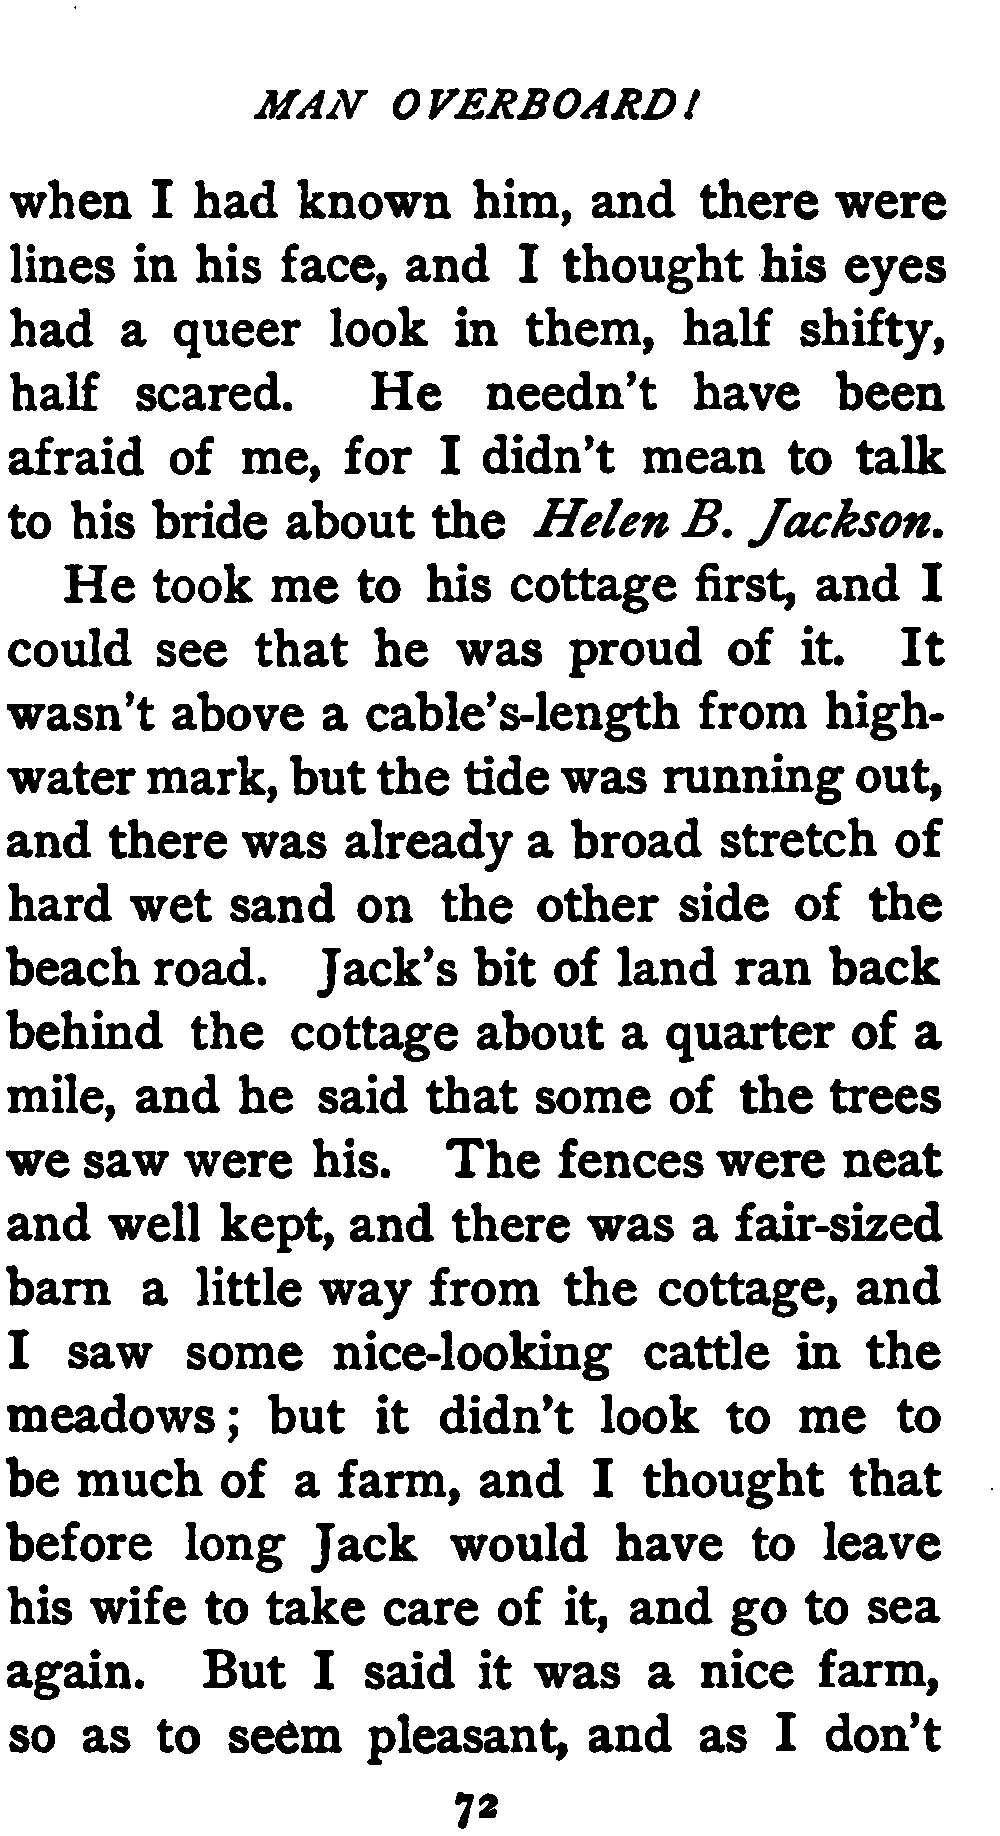 MAN OVERBOARD!
when I had known him, and there were
lines in his face, and I thought his eyes
had a queer look in them, half shifty,
half scared. He needn't have been
afraid of me, for I didn't mean to talk
to his bride about the Helen B. Jackson.
He took me to his cottage first, and I
could see that he was proud of it. It
wasn't above a cable's-length from high-
water mark, but the tide was running out,
and there was already a broad stretch of
hard wet sand on the other side of the
beach road. Jack's bit of land ran back
behind the cottage about a quarter of a
mile, and he said that some of the trees
we saw were his. The fences were neat
and well kept, and there was a fair-sized
barn a little way from the cottage, and
I saw some nice-looking cattle in the
meadows; but it didn't look to me to
be much of a farm, and I thought that
before long Jack would have to leave
his wife to take care of it, and go to sea
again. But I said it was a nice farm,
so as to seem pleasant, and as I don't
72